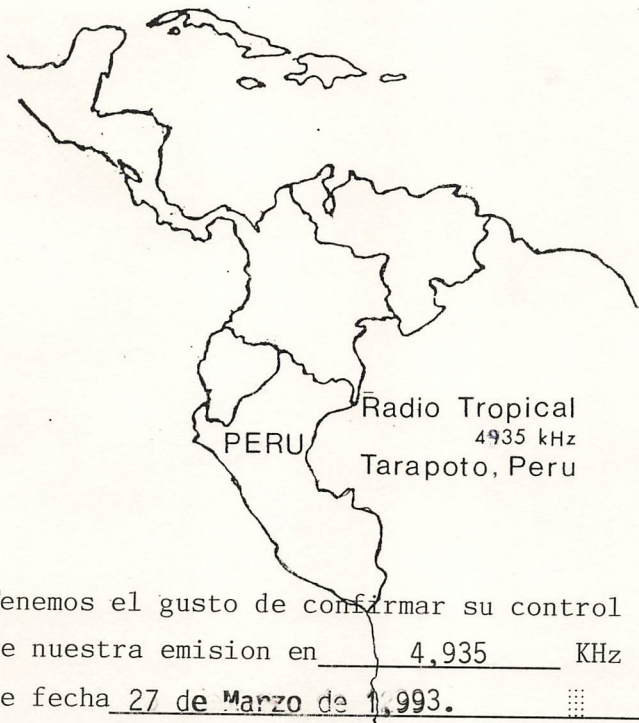 Radio Tropical
4935 kHz
PERU
Tarapoto, Peru
enemos el gusto de confirmar su control
e nuestra emision en 4,935 KHz
e fecha 27 de Marzo de 1,993.